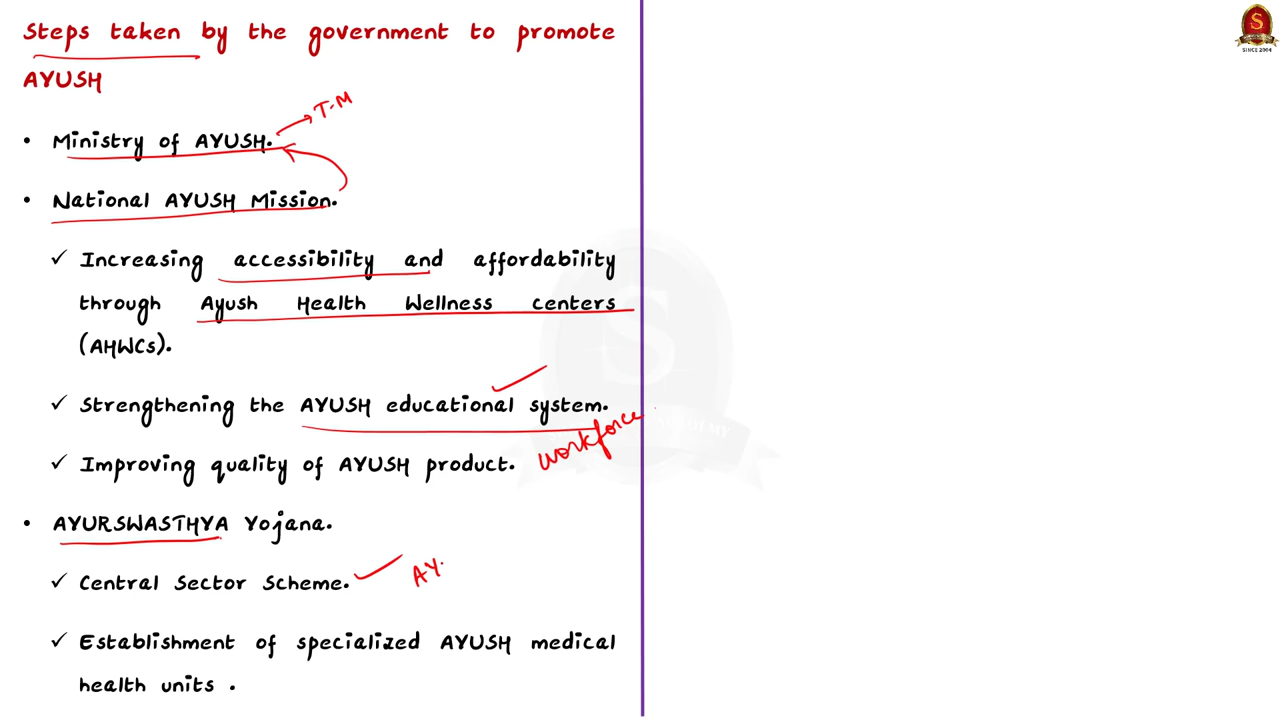 Steps taken by the government to promote
AYUSH
T-M
• Ministry of AYUSH.
• National AYUSH Mission.
✓ Increasing accessibility and affordability
through Ayush Health Wellness centers
(AHWCs).
✓ Strengthening the AYUSH educational system.
workforce
✓ Improving quality of AYUSH product.
• AYURSWASTHYA Yojana.
✓ Central Sector Scheme.
AY.
✓ Establishment of specialized AYUSH medical
health units .
S
SINCE 2004